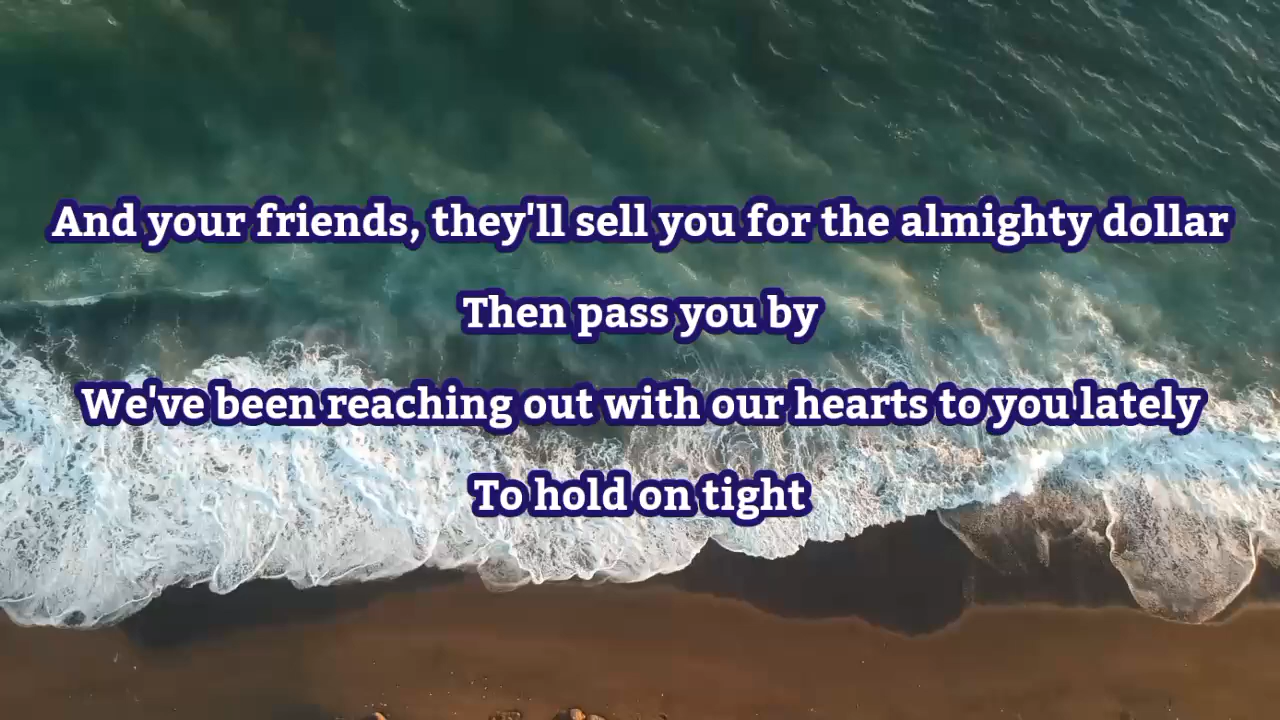 And your friends, they'll sell you for the almighty dollar
Then pass you by
We've been reaching out with our hearts to you lately
To hold on tight